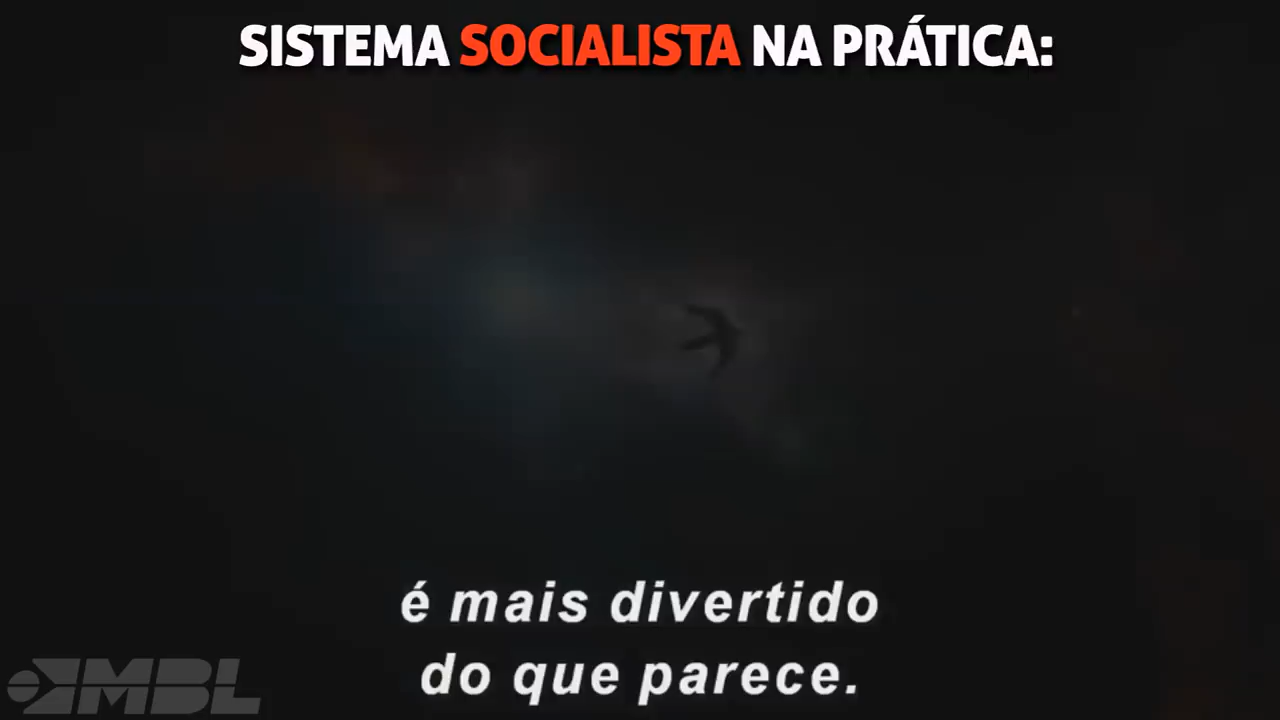 SISTEMA SOCIALISTA NA PRÁTICA:
é mais divertido
do que parece.
MBL